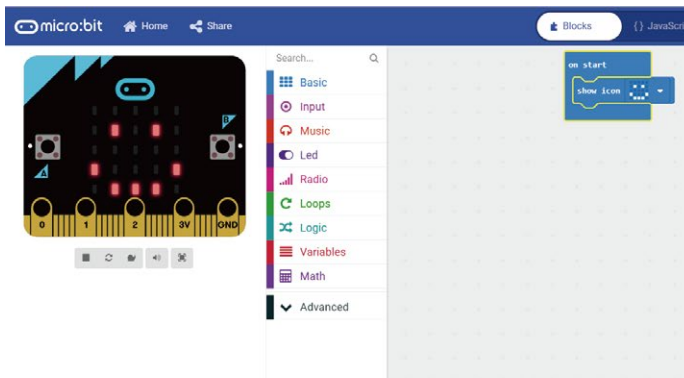 micro:bit
Home
Share
Blocks
{} JavaScri
Search...
Basic
Input
Music
Led
Radio
Loops
Logic
Variables
Math
Advanced
on start
show icon
A
B
0 1 2 3V GND